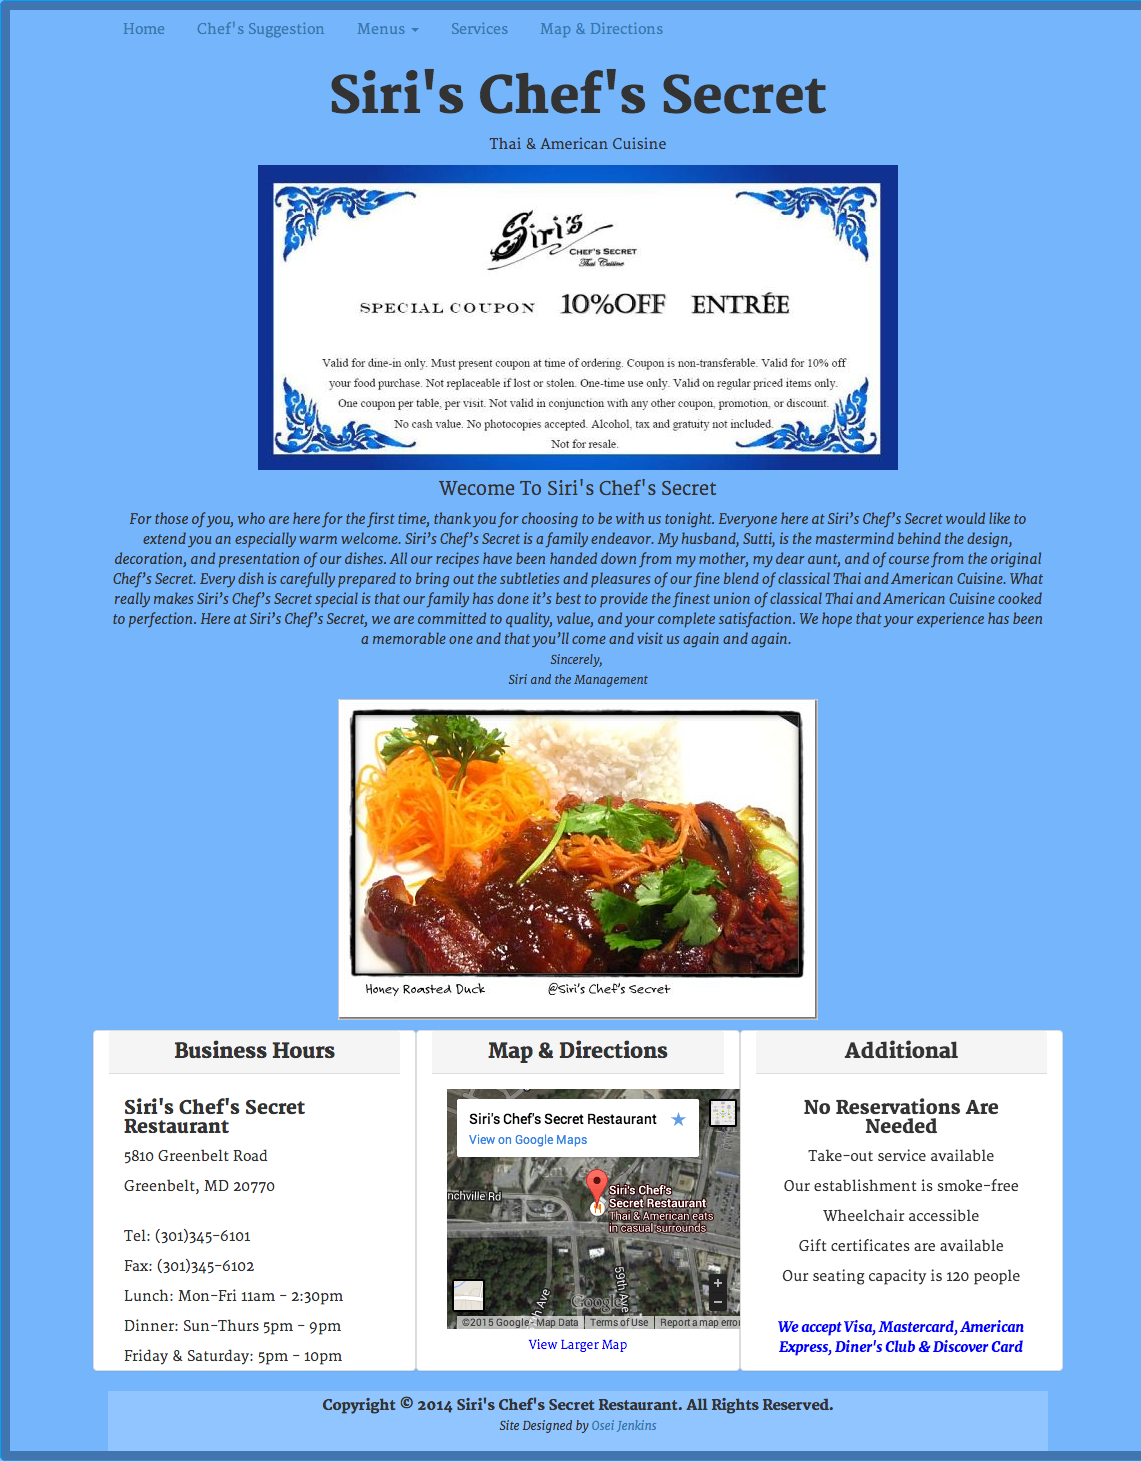 Home Chef's Suggestion Menus Services Map & Directions
Siri's Chef's Secret
Thai & American Cuisine
Siri's
CHEF'S SECRET
Thai Cuisine
SPECIAL COUPON 10%OFF ENTRÉE
Valid for dine-in only. Must present coupon at time of ordering. Coupon is non-transferable. Valid for 10% off
your food purchase. Not replaceable if lost or stolen. One-time use only. Valid on regular priced items only.
One coupon per table, per visit. Not valid in conjunction with any other coupon, promotion, or discount.
No cash value. No photocopies accepted. Alcohol, tax and gratuity not included.
Not for resale.
Wecome To Siri's Chef's Secret
For those of you, who are here for the first time, thank you for choosing to be with us tonight. Everyone here at Siri’s Chef’s Secret would like to
extend you an especially warm welcome. Siri’s Chef’s Secret is a family endeavor. My husband, Sutti, is the mastermind behind the design,
decoration, and presentation of our dishes. All our recipes have been handed down from my mother, my dear aunt, and of course from the original
Chef’s Secret. Every dish is carefully prepared to bring out the subtleties and pleasures of our fine blend of classical Thai and American Cuisine. What
really makes Siri’s Chef’s Secret special is that our family has done it’s best to provide the finest union of classical Thai and American Cuisine cooked
to perfection. Here at Siri’s Chef’s Secret, we are committed to quality, value, and your complete satisfaction. We hope that your experience has been
a memorable one and that you’ll come and visit us again and again.
Sincerely,
Siri and the Management
Honey Roasted Duck @Siri's Chef's Secret
Business Hours
Siri's Chef's Secret
Restaurant
5810 Greenbelt Road
Greenbelt, MD 20770
Tel: (301)345-6101
Fax: (301)345-6102
Lunch: Mon-Fri 11am - 2:30pm
Dinner: Sun-Thurs 5pm - 9pm
Friday & Saturday: 5pm - 10pm
Map & Directions
Siri's Chef's Secret Restaurant
View on Google Maps
nchville Rd
Siri's Chef's
Secret Restaurant
Thai & American eats
in casual surrounds
59th Ave
th Ave
Google
©2015 Google - Map Data Terms of Use Report a map error
View Larger Map
Additional
No Reservations Are
Needed
Take-out service available
Our establishment is smoke-free
Wheelchair accessible
Gift certificates are available
Our seating capacity is 120 people
We accept Visa, Mastercard, American
Express, Diner's Club & Discover Card
Copyright © 2014 Siri's Chef's Secret Restaurant. All Rights Reserved.
Site Designed by Osei Jenkins